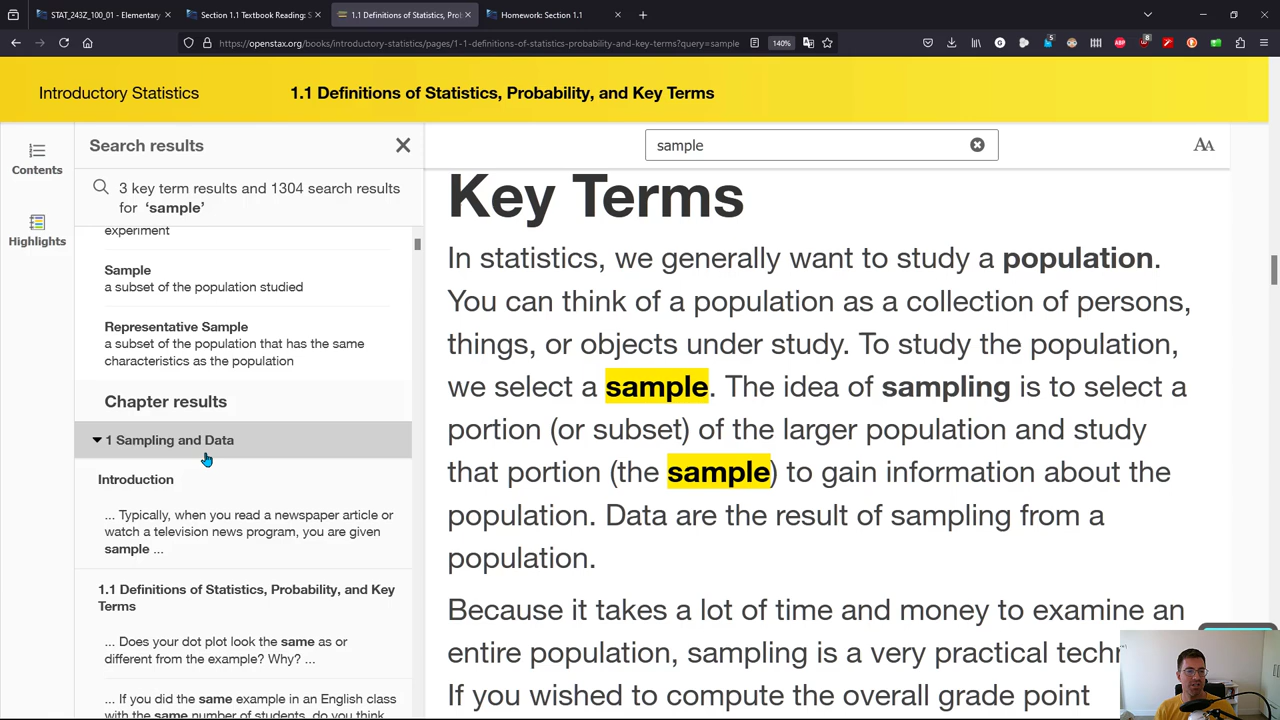 STAT_243Z_100_01 - Elementary
Section 1.1 Textbook Reading: S
1.1 Definitions of Statistics, Prob
Homework: Section 1.1
https://openstax.org/books/introductory-statistics/pages/1-1-definitions-of-statistics-probability-and-key-terms?query=sample
140%
Introductory Statistics
1.1 Definitions of Statistics, Probability, and Key Terms
Contents
Highlights
Search results
3 key term results and 1304 search results
for ‘sample’
experiment
Sample
a subset of the population studied
Representative Sample
a subset of the population that has the same
characteristics as the population
Chapter results
1 Sampling and Data
Introduction
... Typically, when you read a newspaper article or
watch a television news program, you are given
sample ...
1.1 Definitions of Statistics, Probability, and Key
Terms
... Does your dot plot look the same as or
different from the example? Why? ...
... If you did the same example in an English class
with the same number of students, do you think
sample
AA
Key Terms
In statistics, we generally want to study a population.
You can think of a population as a collection of persons,
things, or objects under study. To study the population,
we select a sample. The idea of sampling is to select a
portion (or subset) of the larger population and study
that portion (the sample) to gain information about the
population. Data are the result of sampling from a
population.
Because it takes a lot of time and money to examine an
entire population, sampling is a very practical techn
If you wished to compute the overall grade point